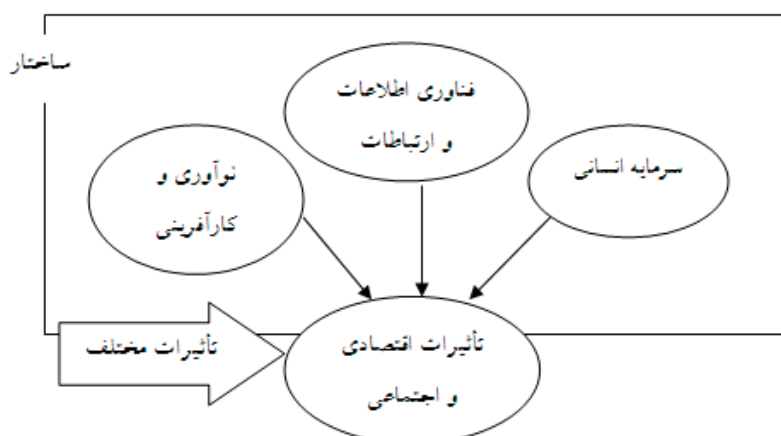 ساختار
فناوری اطلاعات
و ارتباطات
سرمایه انسانی
نوآوری و
کارآفرینی
تأثیرات مختلف
تأثیرات اقتصادی
و اجتماعی